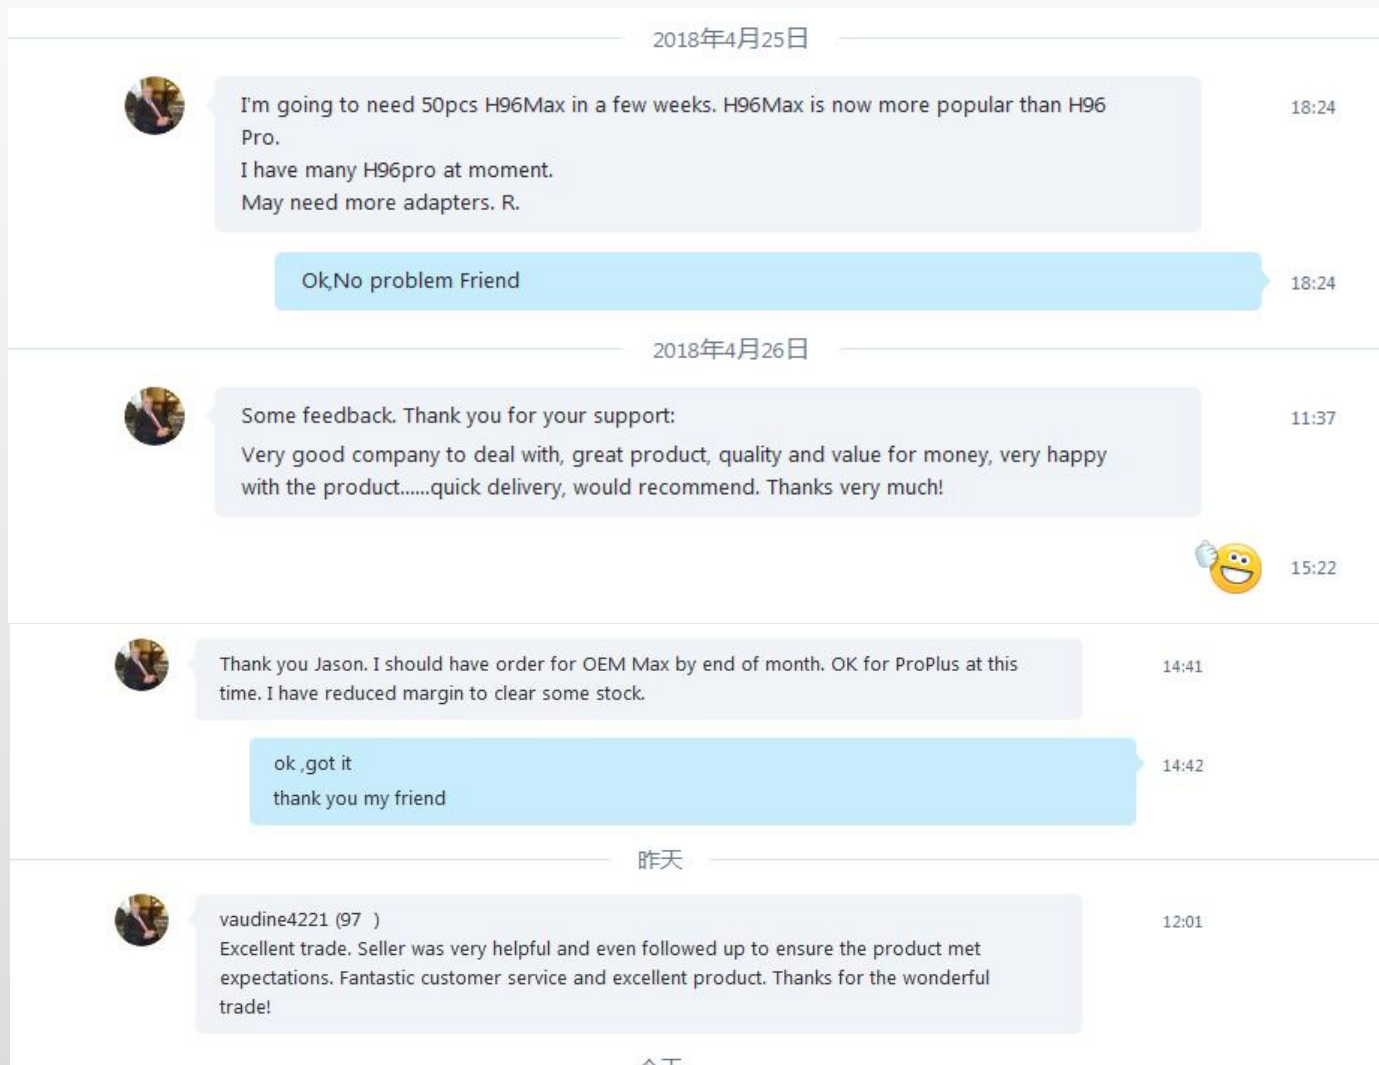 2018年4月25日
I'm going to need 50pcs H96Max in a few weeks. H96Max is now more popular than H96
Pro.
I have many H96pro at moment.
May need more adapters. R.
18:24
Ok,No problem Friend
18:24
2018年4月26日
Some feedback. Thank you for your support:
11:37
Very good company to deal with, great product, quality and value for money, very happy
with the product......quick delivery, would recommend. Thanks very much!
15:22
Thank you Jason. I should have order for OEM Max by end of month. OK for ProPlus at this
time. I have reduced margin to clear some stock.
14:41
ok ,got it
thank you my friend
14:42
昨天
vaudine4221 (97  )
12:01
Excellent trade. Seller was very helpful and even followed up to ensure the product met
expectations. Fantastic customer service and excellent product. Thanks for the wonderful
trade!